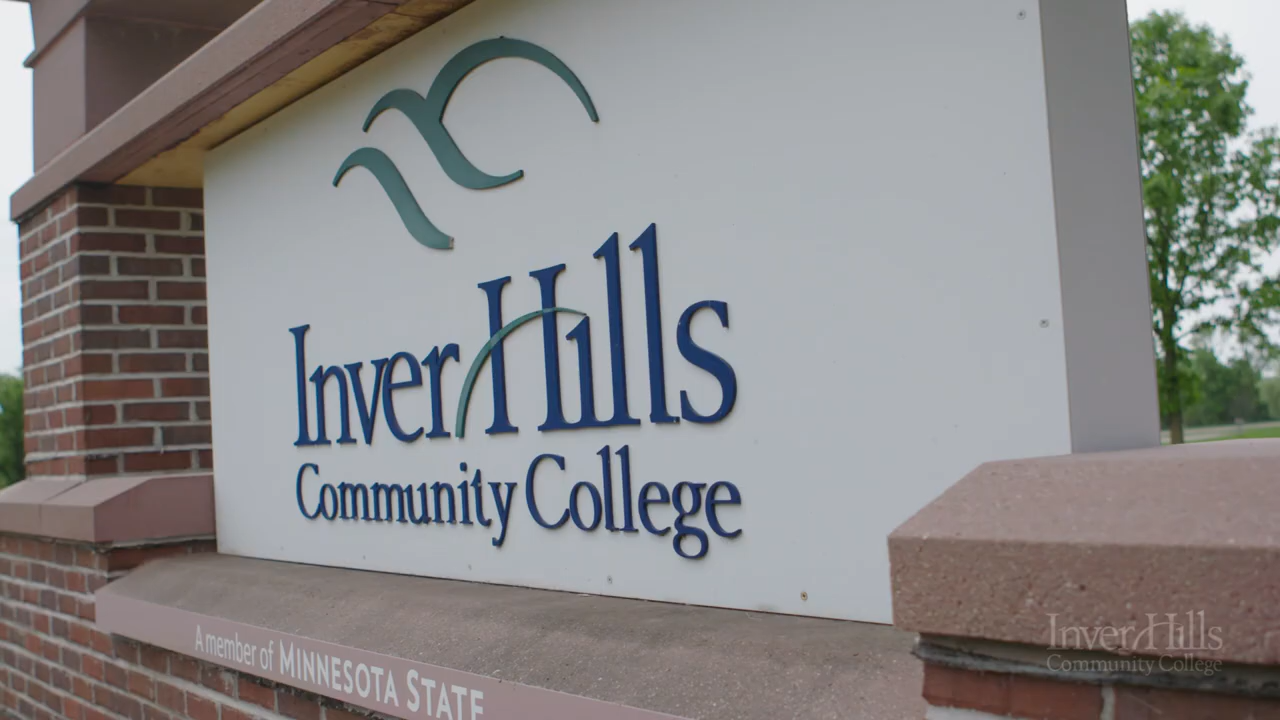 Inver Hills
Community College
A member of MINNESOTA STATE
Inver Hills
Community College